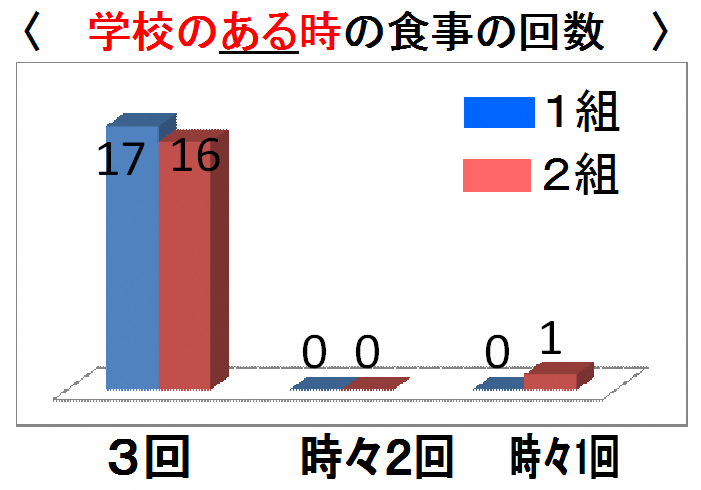 〈 学校のある時の食事の回数 〉
１組
２組
17 16
0 0 0 1
３回 時々２回 時々1回